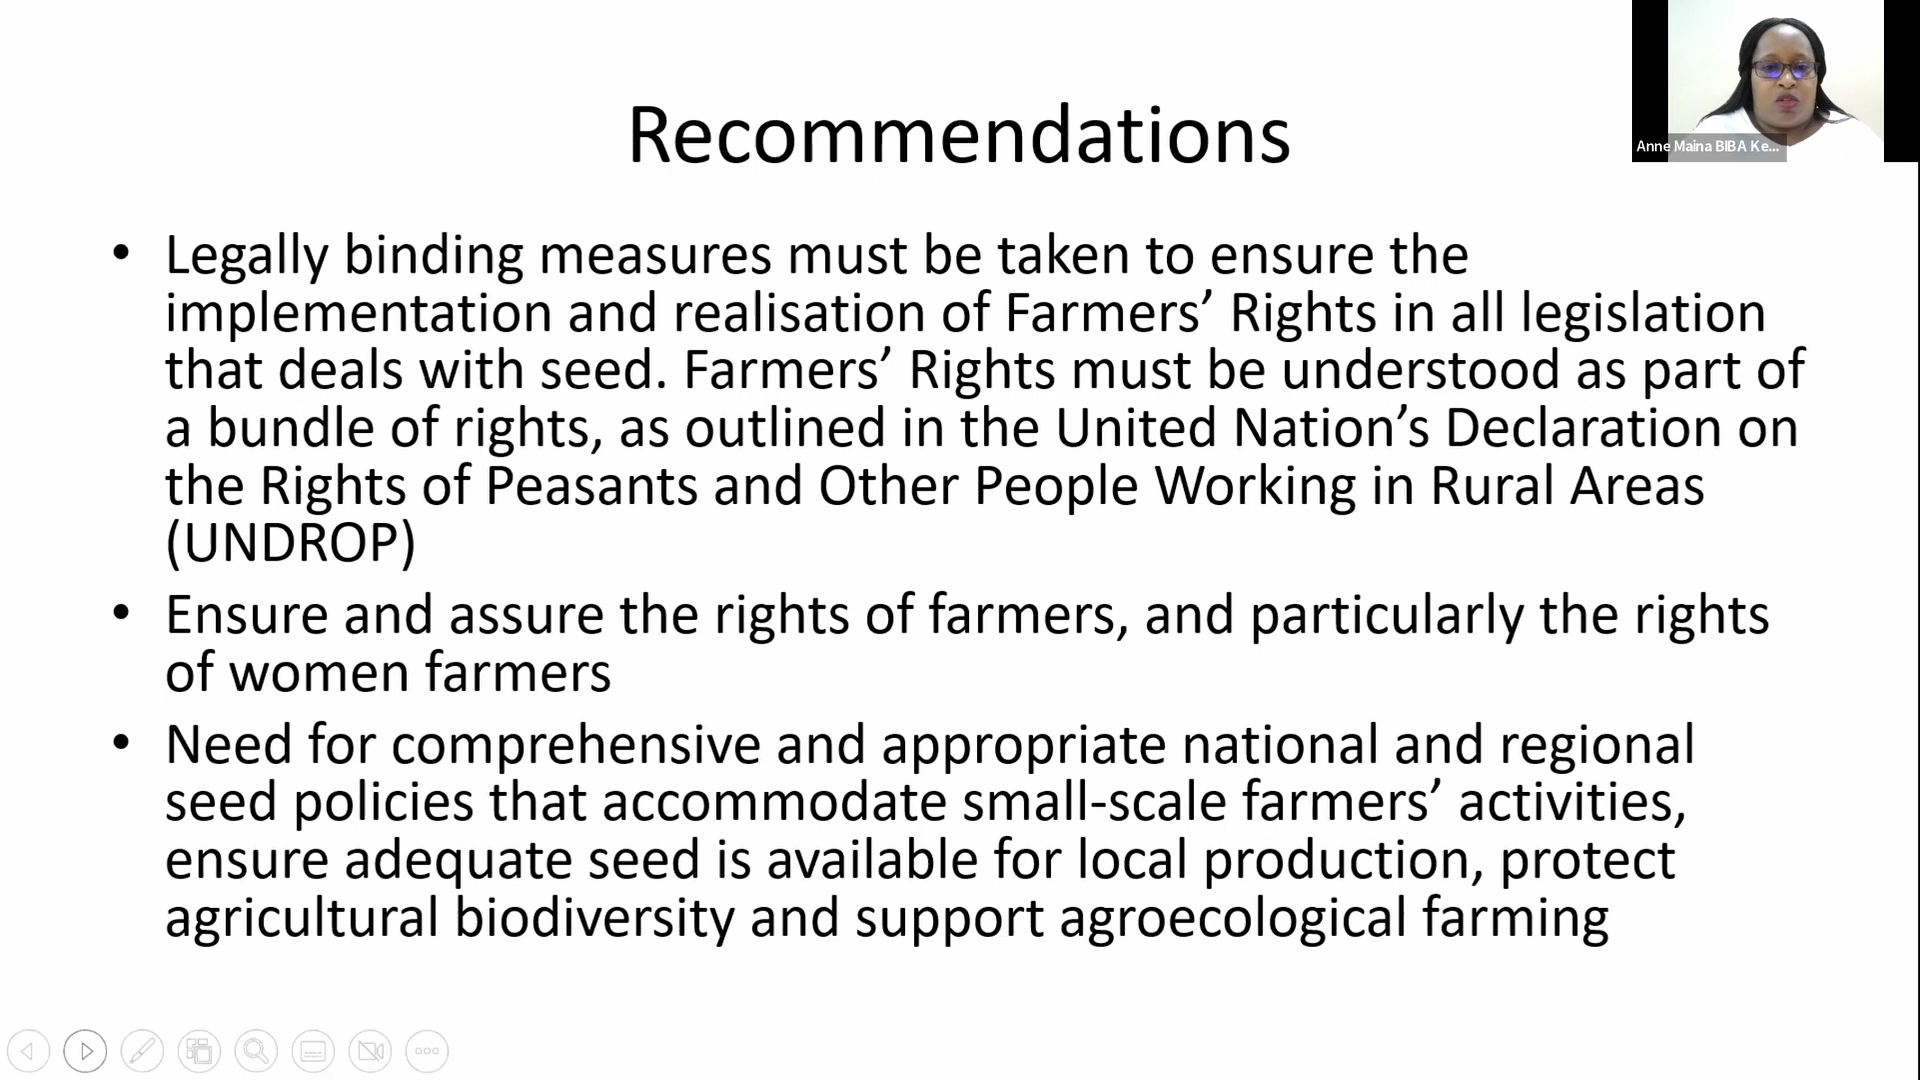 Recommendations
Anne Maina BIBA Ke...
• Legally binding measures must be taken to ensure the
implementation and realisation of Farmers’ Rights in all legislation
that deals with seed. Farmers’ Rights must be understood as part of
a bundle of rights, as outlined in the United Nation’s Declaration on
the Rights of Peasants and Other People Working in Rural Areas
(UNDROP)
• Ensure and assure the rights of farmers, and particularly the rights
of women farmers
• Need for comprehensive and appropriate national and regional
seed policies that accommodate small-scale farmers’ activities,
ensure adequate seed is available for local production, protect
agricultural biodiversity and support agroecological farming